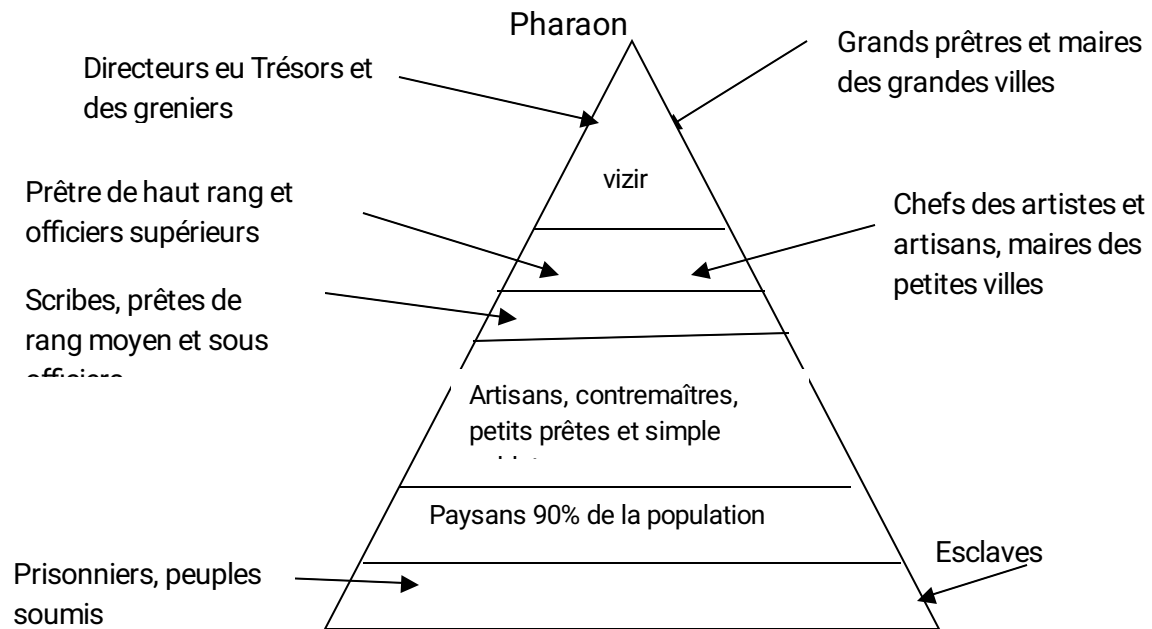 Pharaon
Directeurs eu Trésors et
des greniers
Grands prêtres et maires
des grandes villes
vizir
Prêtre de haut rang et
officiers supérieurs
Chefs des artistes et
artisans, maires des
petites villes
Scribes, prêtes de
rang moyen et sous
Artisans, contremaîtres,
petits prêtes et simple
Paysans 90% de la population
Esclaves
Prisonniers, peuples
soumis